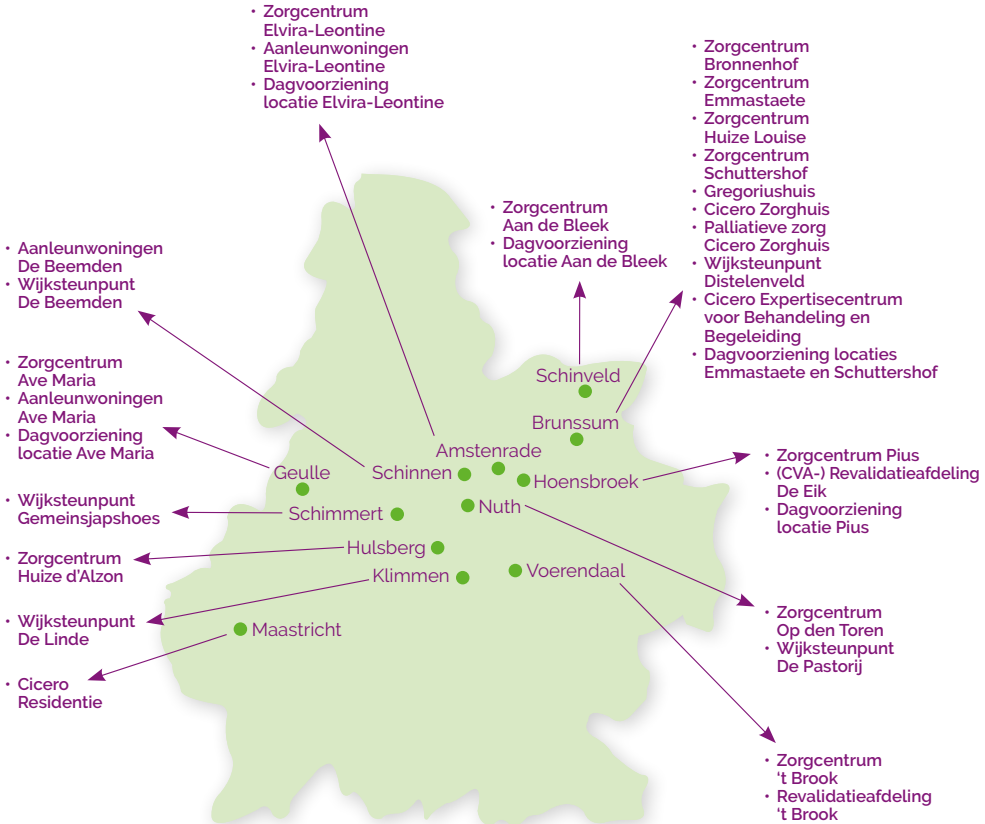 • Zorgcentrum
Elvira-Leontine
• Aanleunwoningen
Elvira-Leontine
• Dagvoorziening
locatie Elvira-Leontine
• Zorgcentrum
Bronnenhof
• Zorgcentrum
Emmastaete
• Zorgcentrum
Huize Louise
• Zorgcentrum
Schuttershof
• Gregoriushuis
• Cicero Zorghuis
• Palliatieve zorg
Cicero Zorghuis
• Wijksteunpunt
Distelenveld
• Cicero Expertisecentrum
voor Behandeling en
Begeleiding
• Dagvoorziening locaties
Emmastaete en Schuttershof
• Zorgcentrum
Aan de Bleek
• Dagvoorziening
locatie Aan de Bleek
• Aanleunwoningen
De Beemden
• Wijksteunpunt
De Beemden
• Zorgcentrum
Ave Maria
• Aanleunwoningen
Ave Maria
• Dagvoorziening
locatie Ave Maria
• Wijksteunpunt
Gemeinsjapshoes
• Zorgcentrum
Huize d'Alzon
• Wijksteunpunt
De Linde
• Cicero
Residentie
Schinveld
Brunssum
Amstenrade
Geulle
Schinnen
Hoensbroek
Schimmert
Nuth
Hulsberg
Klimmen
Voerendaal
Maastricht
• Zorgcentrum Pius
• (CVA-) Revalidatieafdeling
De Eik
• Dagvoorziening
locatie Pius
• Zorgcentrum
Op den Toren
• Wijksteunpunt
De Pastorij
• Zorgcentrum
‘t Brook
• Revalidatieafdeling
‘t Brook